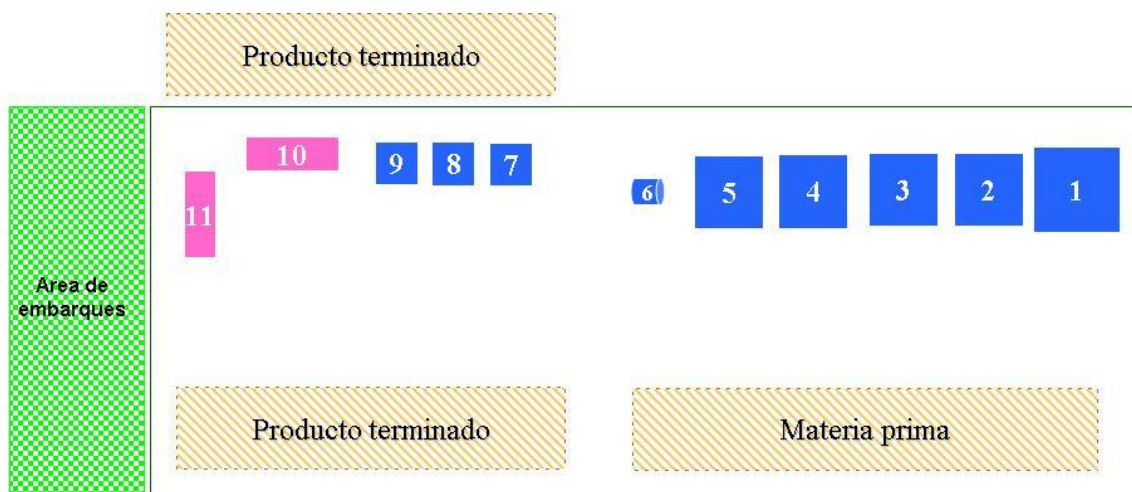 Producto terminado
10
9
8
7
6
5
4
3
2
1
11
Area de
embarques
Producto terminado
Materia prima